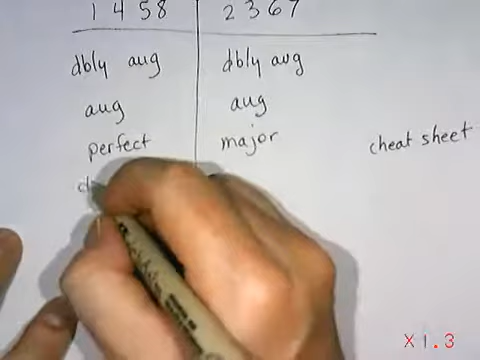 1 4 5 8 2 3 6 7
dbly aug dbly aug
aug aug
perfect major
cheat sheet
d
x1.3